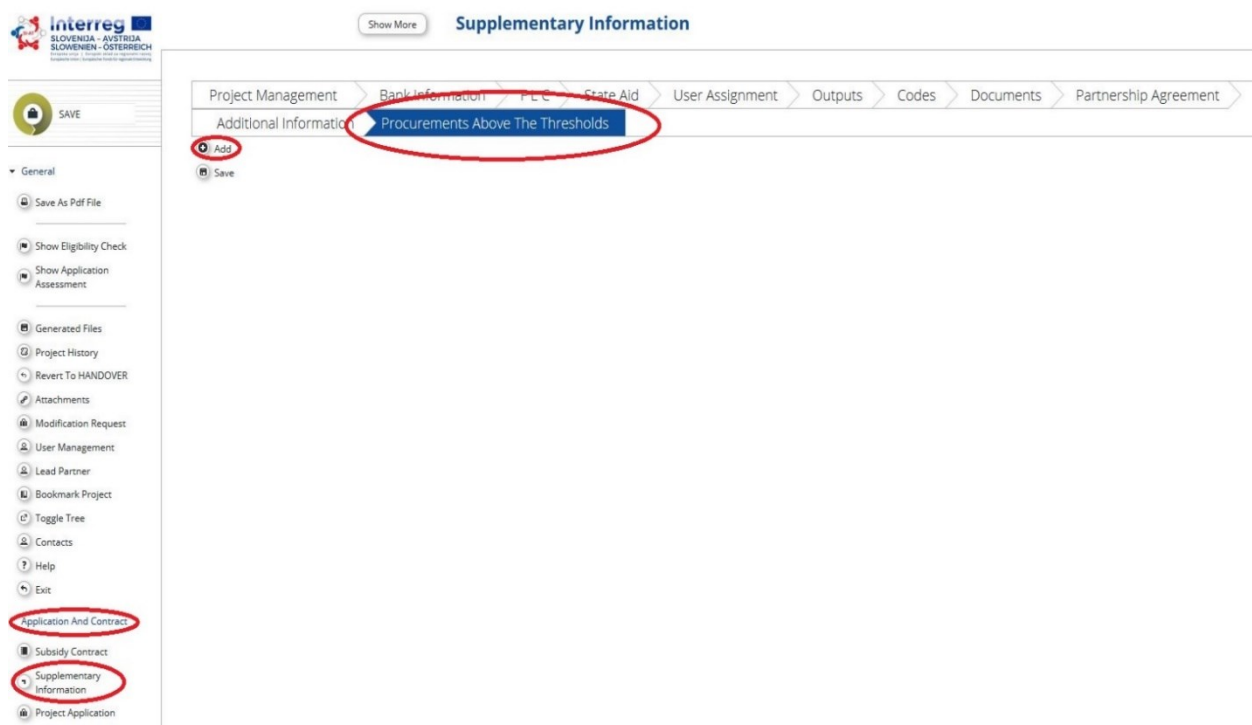 Interreg
SLOVENIJA – AVSTRIJA
SLOWENIEN – ÖSTERREICH
Show More
Supplementary Information
SAVE
Project Management
Bank Information
P L C
State Aid
User Assignment
Outputs
Codes
Documents
Partnership Agreement
Additional Information
Procurements Above The Thresholds
Add
Save
General
Save As Pdf File
Show Eligibility Check
Show Application
Assessment
Generated Files
Project History
Revert To HANDOVER
Attachments
Modification Request
User Management
Lead Partner
Bookmark Project
Toggle Tree
Contacts
Help
Exit
Application And Contract
Subsidy Contract
Supplementary
Information
Project Application